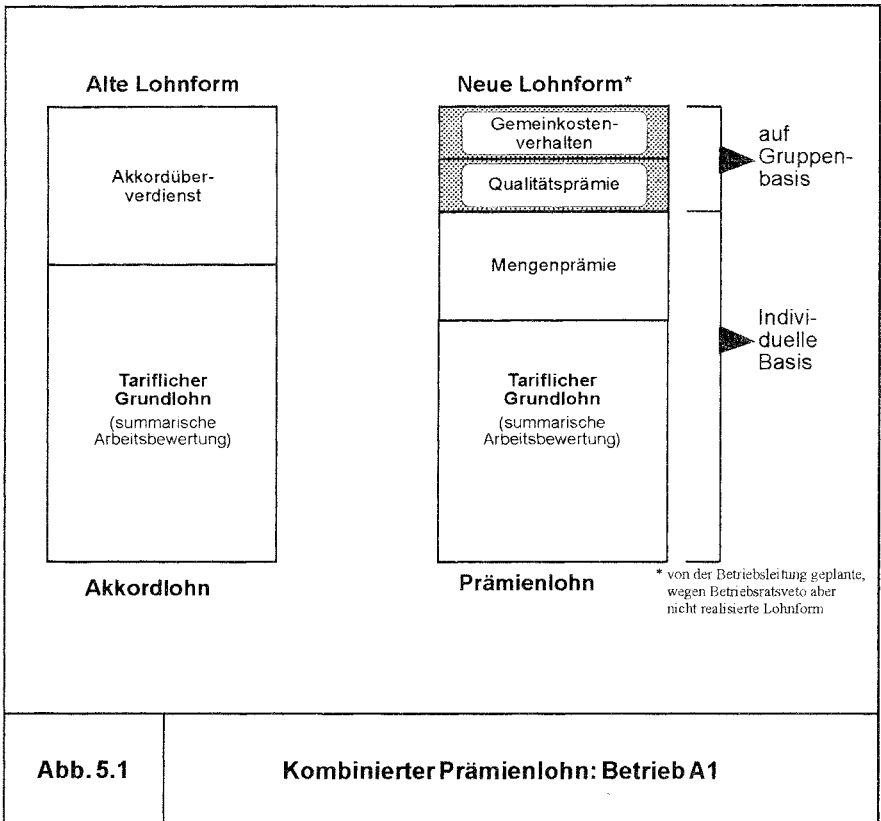 Alte Lohnform
Akkordüber-
verdienst
Tariflicher
Grundlohn
(summarische
Arbeitsbewertung)
Akkordlohn
Neue Lohnform*
Gemeinkosten-
verhalten
Qualitätsprämie
Mengenprämie
Tariflicher
Grundlohn
(summarische
Arbeitsbewertung)
Prämienlohn
auf
Gruppen-
basis
Indivi-
duelle
Basis
* von der Betriebsleitung geplante,
wegen Betriebsratsveto aber
nicht realisierte Lohnform
Abb. 5.1
Kombinierter Prämienlohn: Betrieb A1